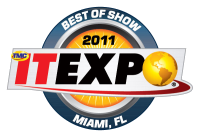 BEST OF SHOW
2011
TMC
ITEXPO
MIAMI, FL